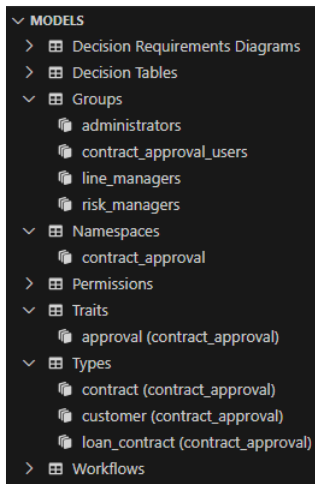 MODELS
Decision Requirements Diagrams
Decision Tables
Groups
administrators
contract_approval_users
line_managers
risk_managers
Namespaces
contract_approval
Permissions
Traits
approval (contract_approval)
Types
contract (contract_approval)
customer (contract_approval)
loan_contract (contract_approval)
Workflows